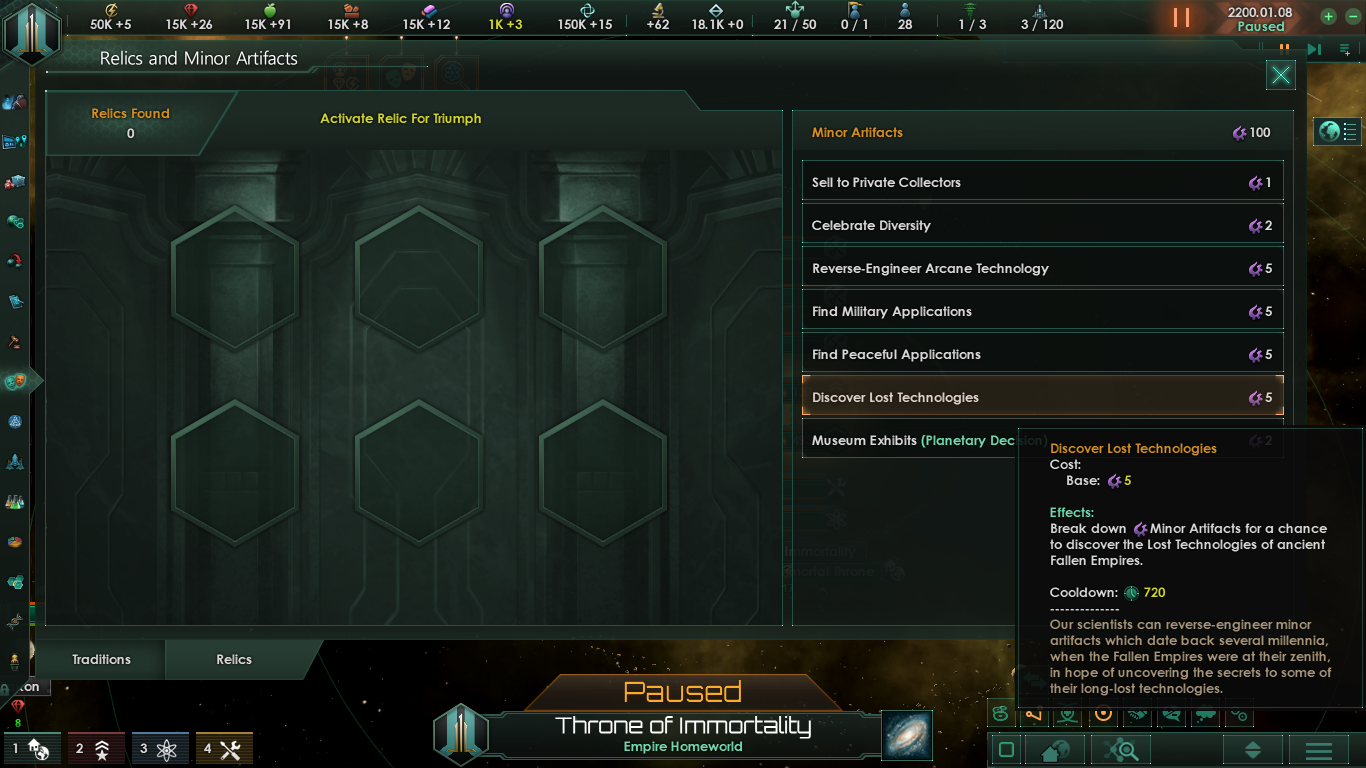 50K +5
15K +26
15K +91
15K +8
15K +12
1K +3
150K +15
+62
18.1K +0
21 / 50
0 / 1
28
1 / 3
3 / 120
2200.01.08
Paused
Relics and Minor Artifacts
Relics Found
0
Activate Relic For Triumph
Minor Artifacts
100
Sell to Private Collectors
1
Celebrate Diversity
2
Reverse-Engineer Arcane Technology
5
Find Military Applications
5
Find Peaceful Applications
5
Discover Lost Technologies
5
Museum Exhibits (Planetary Decision)
2
Discover Lost Technologies
Cost:
Base: 5
Effects:
Break down Minor Artifacts for a chance
to discover the Lost Technologies of ancient
Fallen Empires.
Cooldown: 720
--------------
Our scientists can reverse-engineer minor
artifacts which date back several millennia,
when the Fallen Empires were at their zenith,
in hope of uncovering the secrets to some of
their long-lost technologies.
Immortality
Traditions
Relics
8
1
2
3
4
Paused
Throne of Immortality
Empire Homeworld